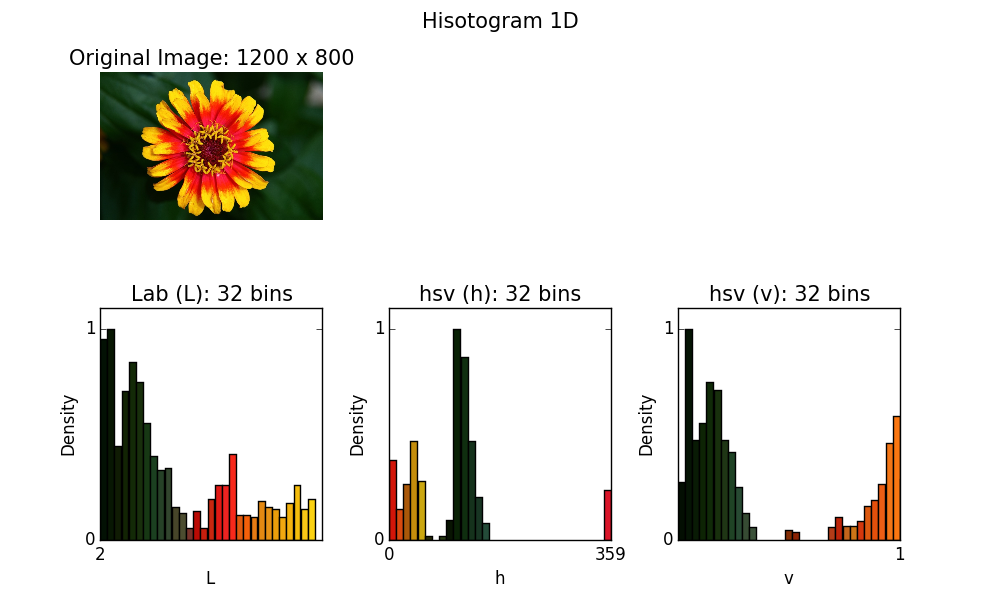 Hisotogram 1D
Original Image: 1200 x 800
Lab (L): 32 bins
hsv (h): 32 bins
hsv (v): 32 bins
1
1
1
Density
Density
Density
0
0
0
2
0
359
1
L
h
v